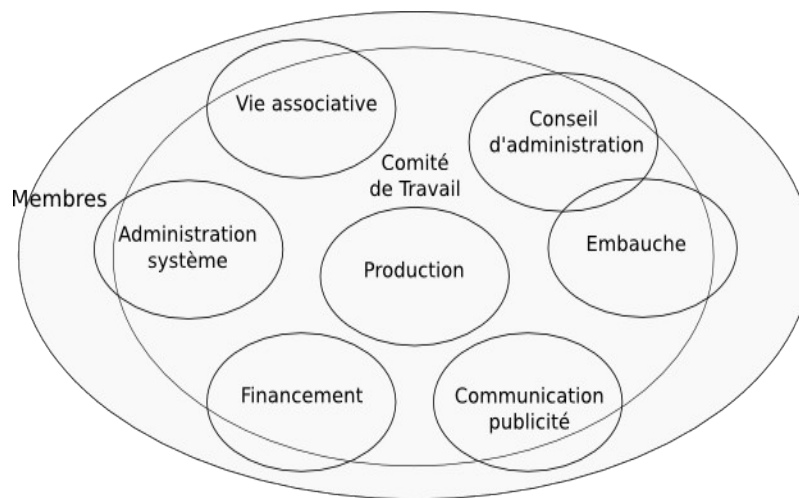 Vie associative
Conseil
d'administration
Comité
de Travail
Membres
Administration
système
Embauche
Production
Financement
Communication
publicité